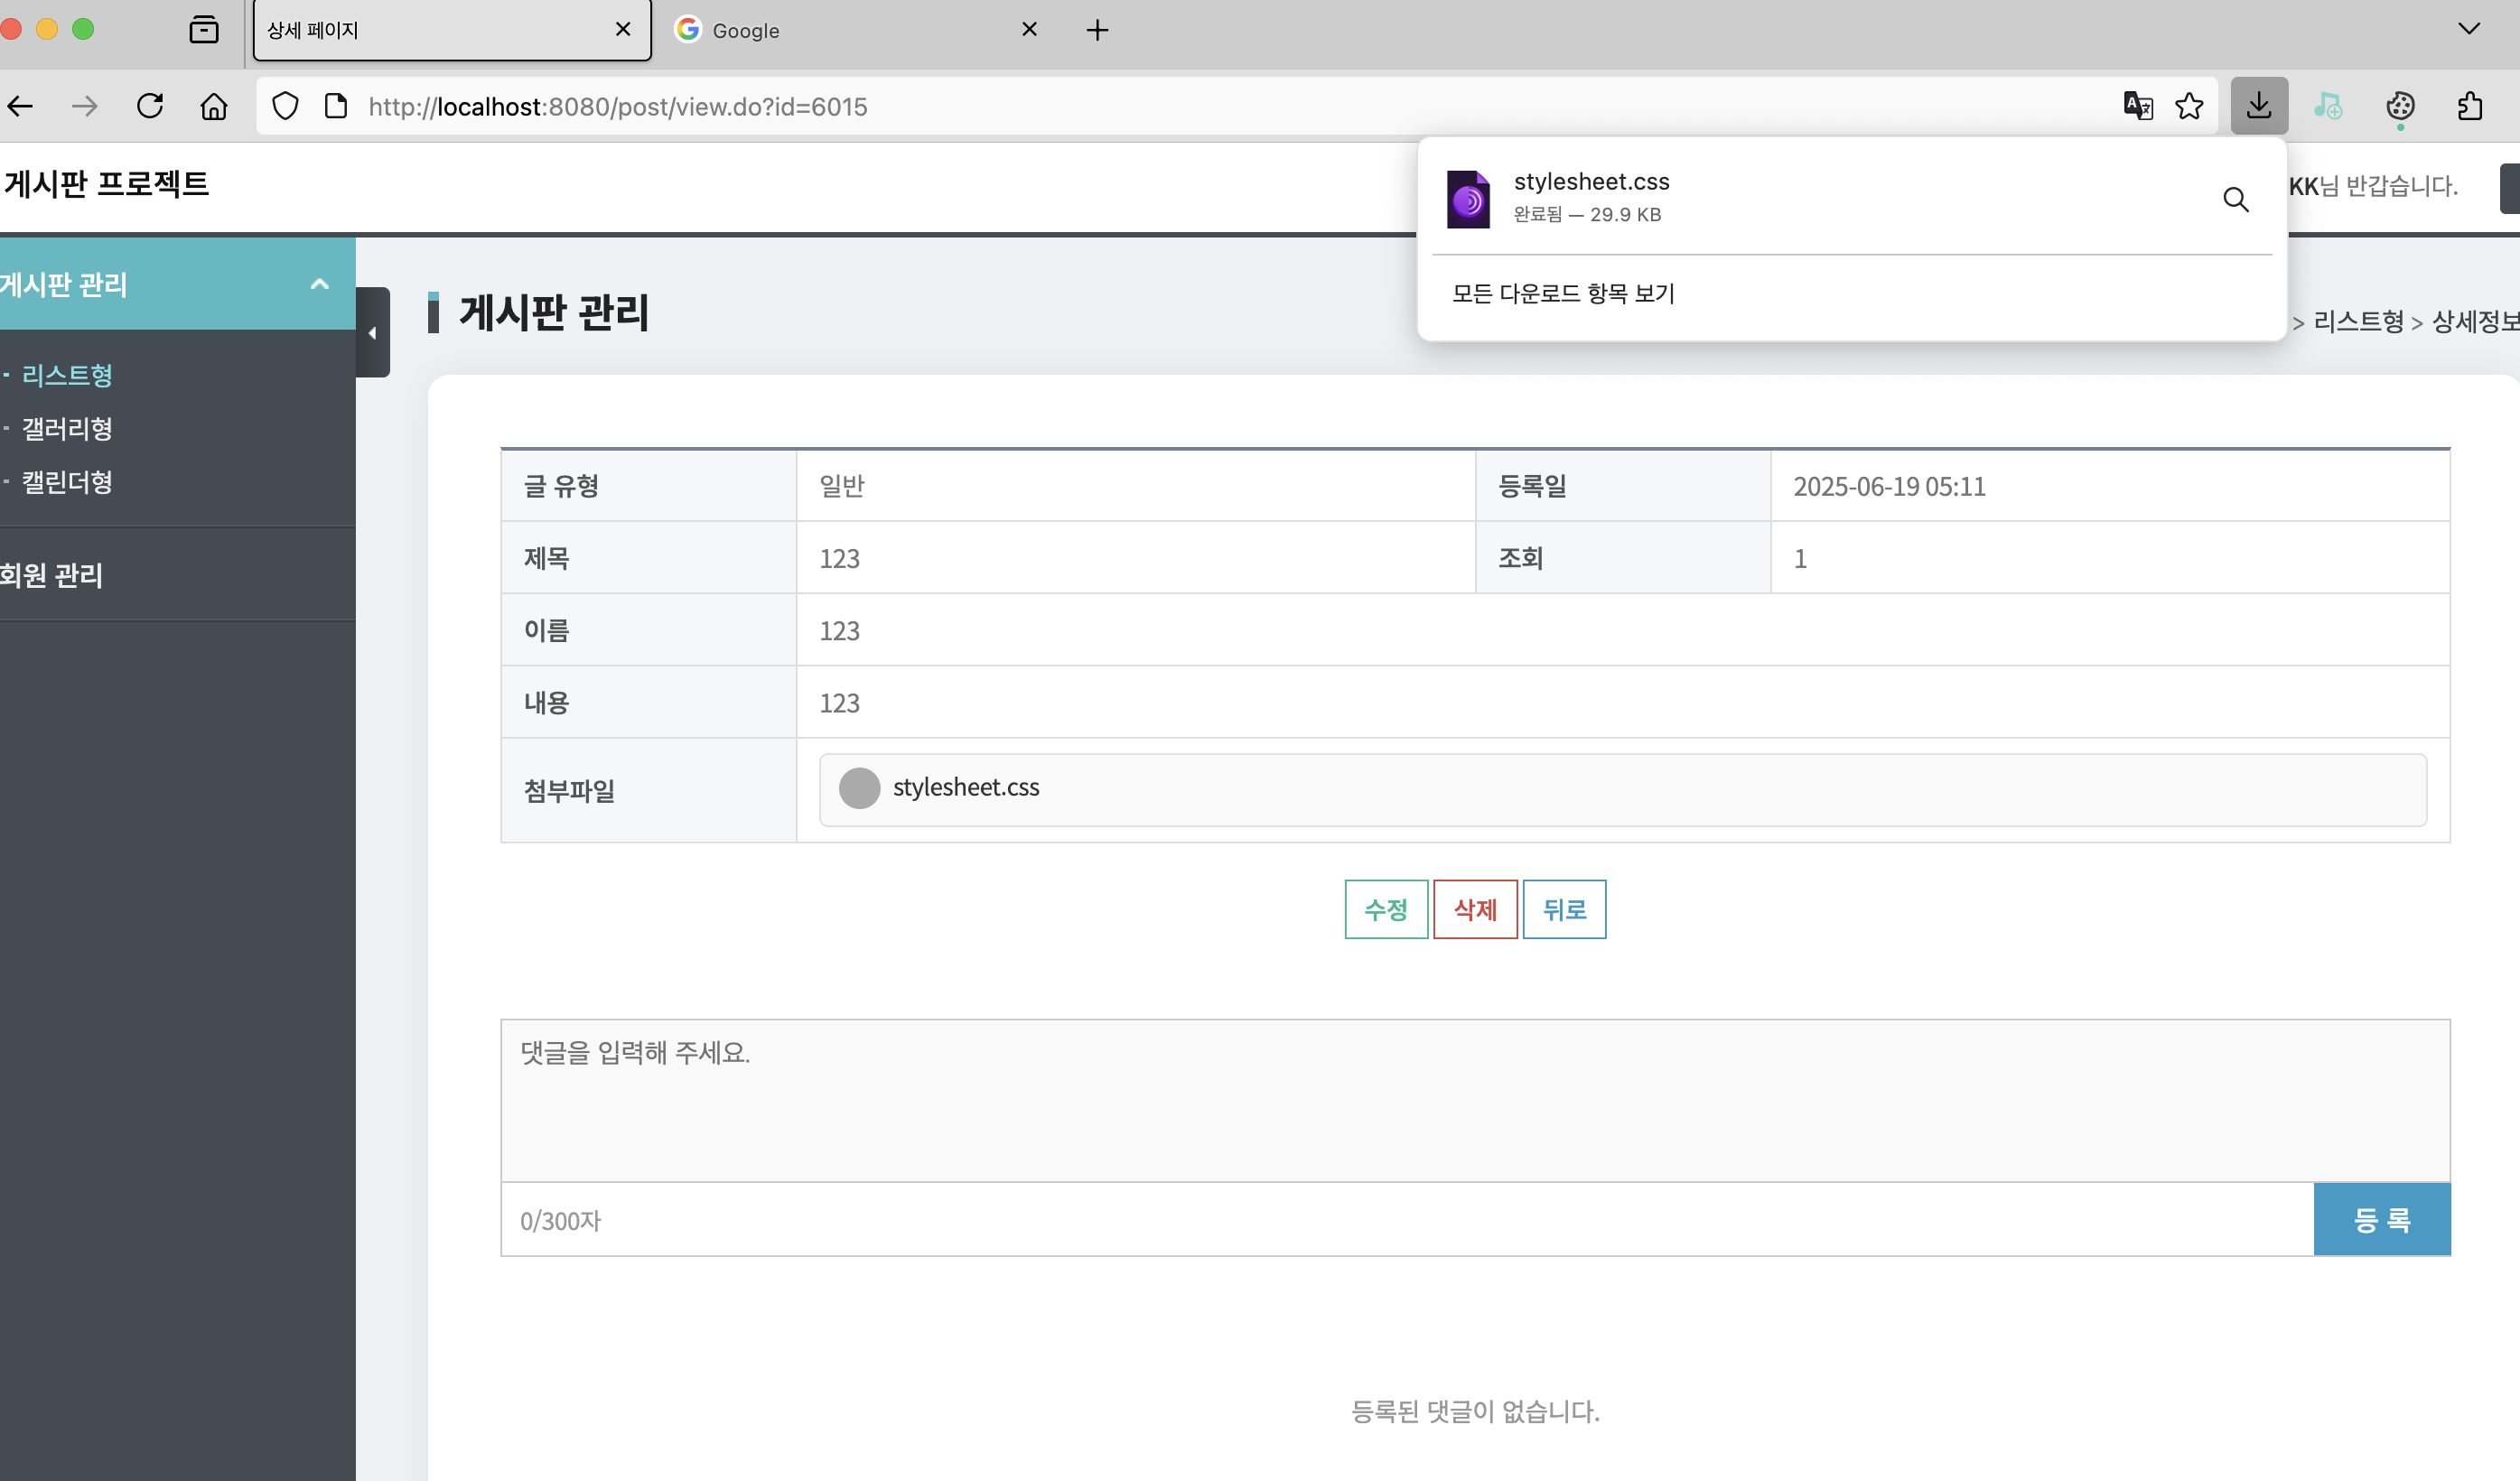 상세 페이지
Google
http://localhost:8080/post/view.do?id=6015
게시판 프로젝트
stylesheet.css
완료됨 — 29.9 KB
모든 다운로드 항목 보기
KK님 반갑습니다.
게시판 관리
- 리스트형
- 갤러리형
- 캘린더형
회원 관리
게시판 관리
> 리스트형 > 상세정보
글 유형 일반 등록일 2025-06-19 05:11
제목 123 조회 1
이름 123
내용 123
첨부파일 stylesheet.css
수정 삭제 뒤로
댓글을 입력해 주세요.
0/300자
등 록
등록된 댓글이 없습니다.